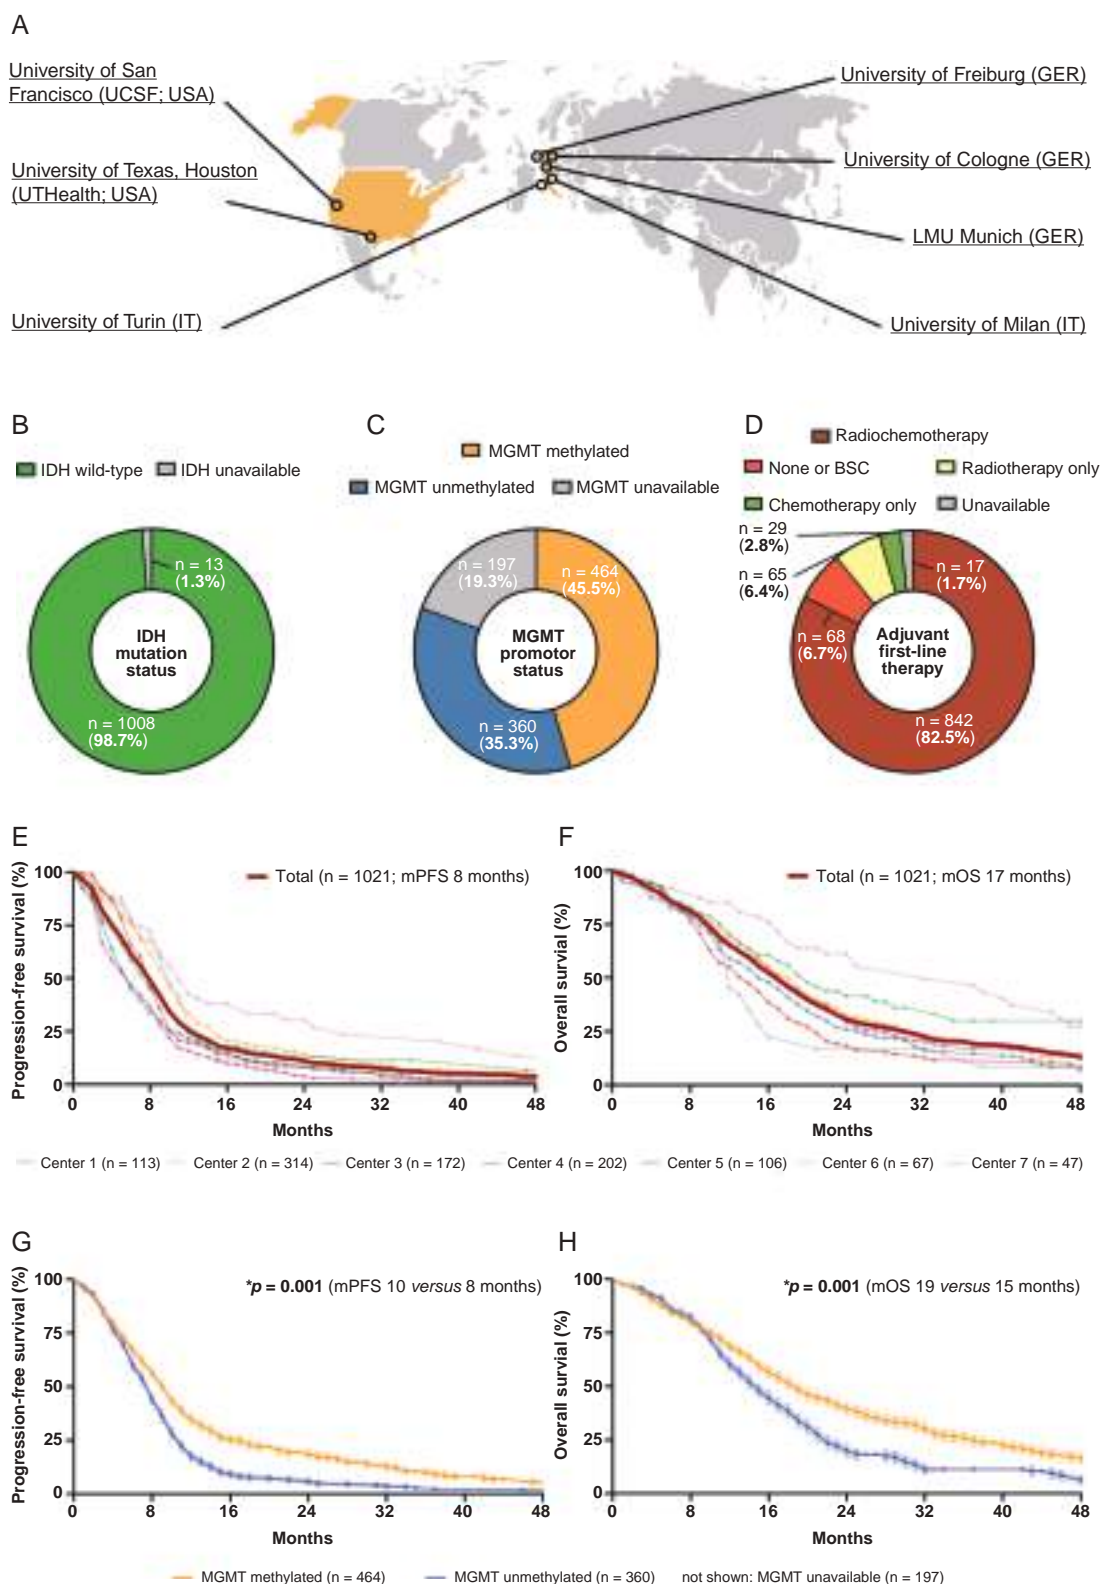 A
University of San
Francisco (UCSF; USA)
University of Texas, Houston
(UTHealth; USA)
University of Turin (IT)
University of Freiburg (GER)
University of Cologne (GER)
LMU Munich (GER)
University of Milan (IT)
B
IDH wild-type
IDH unavailable
n = 13
(1.3%)
IDH
mutation
status
n = 1008
(98.7%)
C
MGMT methylated
MGMT unmethylated
MGMT unavailable
n = 197
(19.3%)
n = 464
(45.5%)
MGMT
promotor
status
n = 360
(35.3%)
D
Radiochemotherapy
None or BSC
Radiotherapy only
Chemotherapy only
Unavailable
n = 29
(2.8%)
n = 65
(6.4%)
n = 17
(1.7%)
n = 68
(6.7%)
Adjuvant
first-line
therapy
n = 842
(82.5%)
E
Progression-free survival (%)
100
75
50
25
0
Total (n = 1021; mPFS 8 months)
0 8 16 24 32 40 48
Months
F
Overall survial (%)
100
75
50
25
0
Total (n = 1021; mOS 17 months)
0 8 16 24 32 40 48
Months
Center 1 (n = 113) Center 2 (n = 314) Center 3 (n = 172) Center 4 (n = 202) Center 5 (n = 106) Center 6 (n = 67) Center 7 (n = 47)
G
Progression-free survival (%)
100
75
50
25
0
*p = 0.001 (mPFS 10 versus 8 months)
0 8 16 24 32 40 48
Months
H
Overall survial (%)
100
75
50
25
0
*p = 0.001 (mOS 19 versus 15 months)
0 8 16 24 32 40 48
Months
MGMT methylated (n = 464) MGMT unmethylated (n = 360) not shown: MGMT unavailable (n = 197)